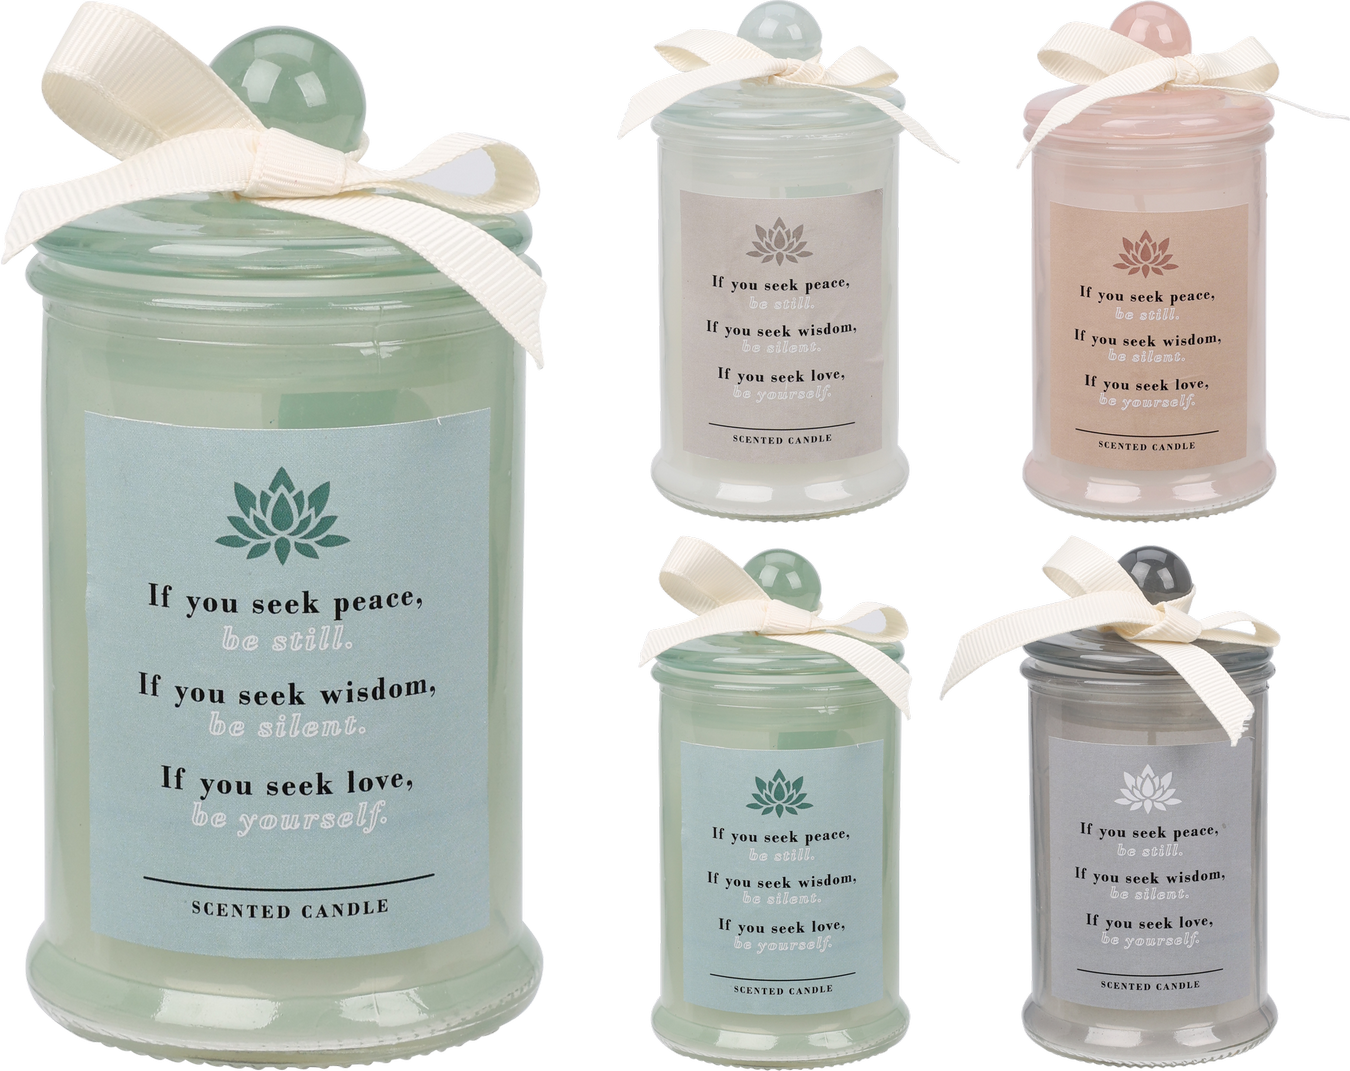 If you seek peace,
be still.
If you seek wisdom,
be silent.
If you seek love,
be yourself.
SCENTED CANDLE
If you seek peace,
be still.
If you seek wisdom,
be silent.
If you seek love,
be yourself.
SCENTED CANDLE
If you seek peace,
be still.
If you seek wisdom,
be silent.
If you seek love,
be yourself.
SCENTED CANDLE
If you seek peace,
be still.
If you seek wisdom,
be silent.
If you seek love,
be yourself.
SCENTED CANDLE
If you seek peace,
be still.
If you seek wisdom,
be silent.
If you seek love,
be yourself.
SCENTED CANDLE